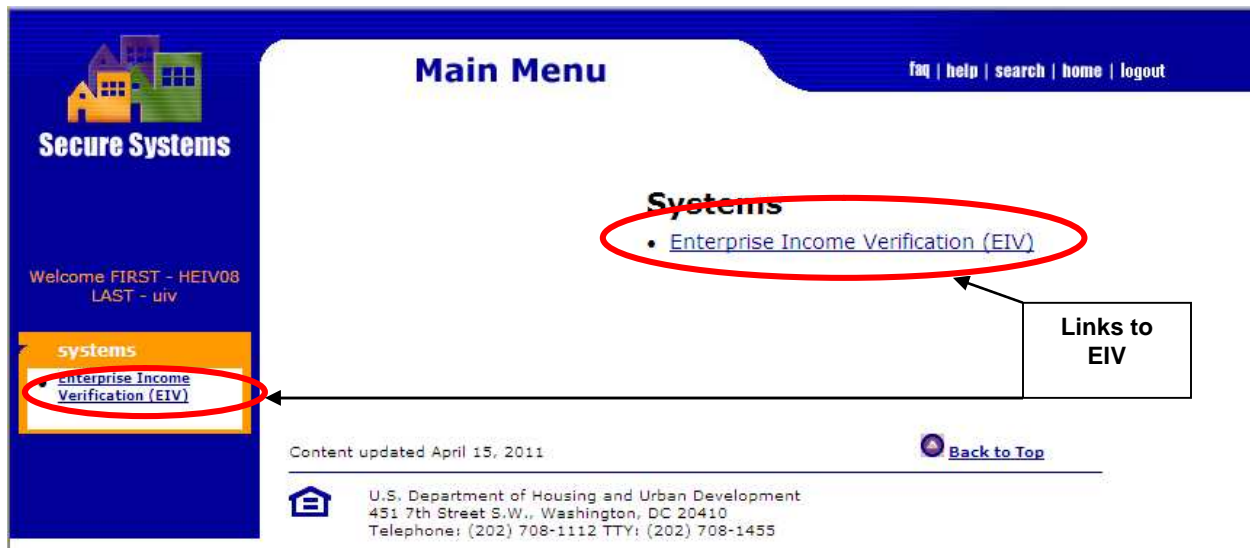 Main Menu
faq | help | search | home | logout
Secure Systems
Systems
• Enterprise Income Verification (EIV)
Welcome FIRST - HEIV08
LAST - uiv
Links to
EIV
systems
• Enterprise Income
Verification (EIV)
Content updated April 15, 2011
Back to Top
U.S. Department of Housing and Urban Development
451 7th Street S.W., Washington, DC 20410
Telephone: (202) 708-1112 TTY: (202) 708-1455